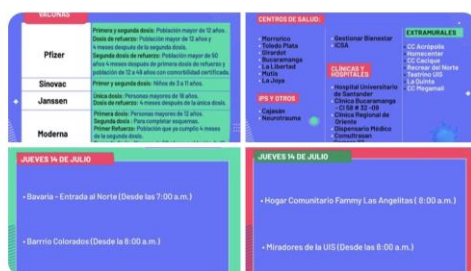 VACUNAS
Pfizer
Primera y segunda dosis: Población mayor de 12 años.
Dosis de refuerzo: Población mayor de 12 años y
4 meses después de la segunda dosis.
Segunda dosis de refuerzo: Población mayor de 50
años 4 meses después de primera dosis de refuerzo y
población de 12 a 49 años con comorbilidad certificada.
Sinovac
Primer y segunda dosis: Niños de 3 a 11 años.
Janssen
Única dosis: Personas mayores de 18 años.
Dosis de refuerzo: 4 meses después de la única dosis.
Moderna
Primera dosis: Personas mayores de 12 años.
Segunda dosis: Para completar esquemas.
Primer Refuerzo: Población que ya cumplió 4 meses
de la segunda dosis.
CENTROS DE SALUD:
• Morrorico
• Toledo Plata
• Girardot
• Bucaramanga
• La Libertad
• Mutis
• La Joya
IPS Y OTROS
• Cajasan
• Neurotrauma
• Gestionar Bienestar
• ICSA
CLÍNICAS Y
HOSPITALES
• Hospital Universitario
de Santander
• Clínica Bucaramanga
- Cl 56 # 32 -09
• Clínica Regional de
Oriente
• Dispensario Médico
• Comultrasan
EXTRAMURALES
• CC Acrópolis
• Homecenter
• CC Cacique
• Recrear del Norte
• Teatrino UIS
• La Quinta
• CC Megamall
JUEVES 14 DE JULIO
• Bavaria - Entrada al Norte (Desde las 7:00 a.m.)
• Barrrio Colorados (Desde la 8:00 a.m.)
JUEVES 14 DE JULIO
• Hogar Comunitario Fammy Las Angelitas ( 8:00 a.m.)
• Miradores de la UIS (Desde las 8:00 a.m.)